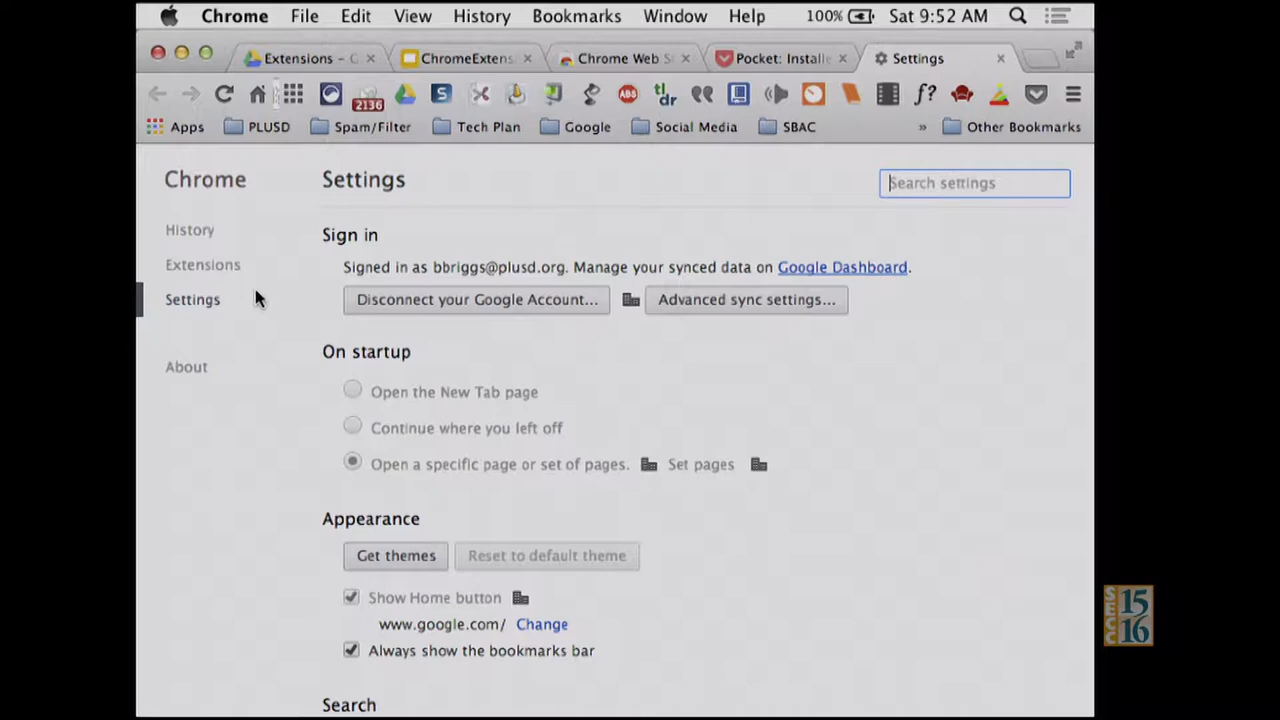 Chrome File Edit View History Bookmarks Window Help 100% Sat 9:52 AM
Extensions - ChromeExtens Chrome Web S Pocket: Installe Settings
2136 S ABS tl;dr f?
Apps PLUSD Spam/Filter Tech Plan Google Social Media SBAC » Other Bookmarks
Chrome
Settings
Search settings
History
Extensions
Settings
About
Sign in
Signed in as bbriggs@plusd.org. Manage your synced data on Google Dashboard.
Disconnect your Google Account... Advanced sync settings...
On startup
Open the New Tab page
Continue where you left off
Open a specific page or set of pages. Set pages
Appearance
Get themes Reset to default theme
Show Home button
www.google.com/ Change
Always show the bookmarks bar
Search
SECC
15
16